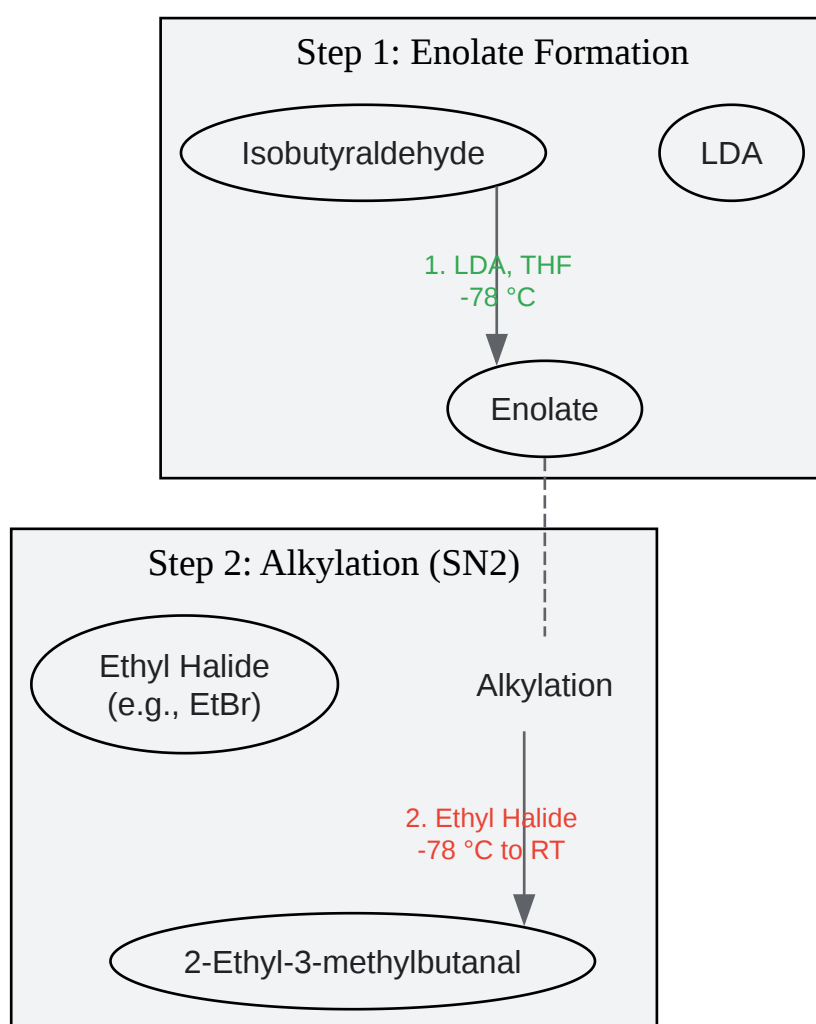 Step 1: Enolate Formation
Isobutyraldehyde
LDA
1. LDA, THF
-78 °C
Enolate
Step 2: Alkylation (SN2)
Ethyl Halide
(e.g., EtBr)
Alkylation
2. Ethyl Halide
-78 °C to RT
2-Ethyl-3-methylbutanal